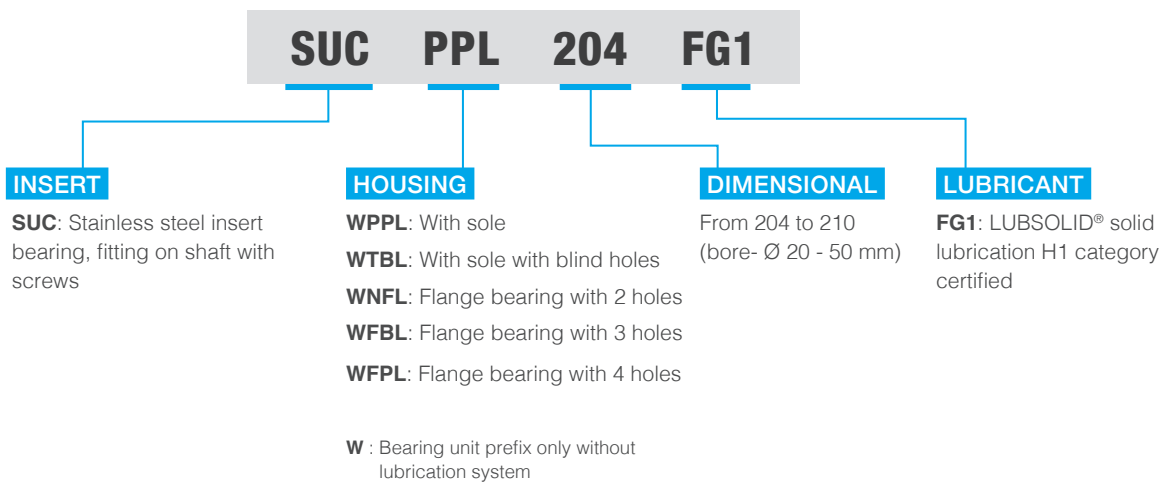 SUC PPL 204 FG1
INSERT
SUC: Stainless steel insert
bearing, fitting on shaft with
screws
HOUSING
WPPL: With sole
WTBL: With sole with blind holes
WNFL: Flange bearing with 2 holes
WFBL: Flange bearing with 3 holes
WFPL: Flange bearing with 4 holes
W : Bearing unit prefix only without
lubrication system
DIMENSIONAL
From 204 to 210
(bore- Ø 20 - 50 mm)
LUBRICANT
FG1: LUBSOLID® solid
lubrication H1 category
certified